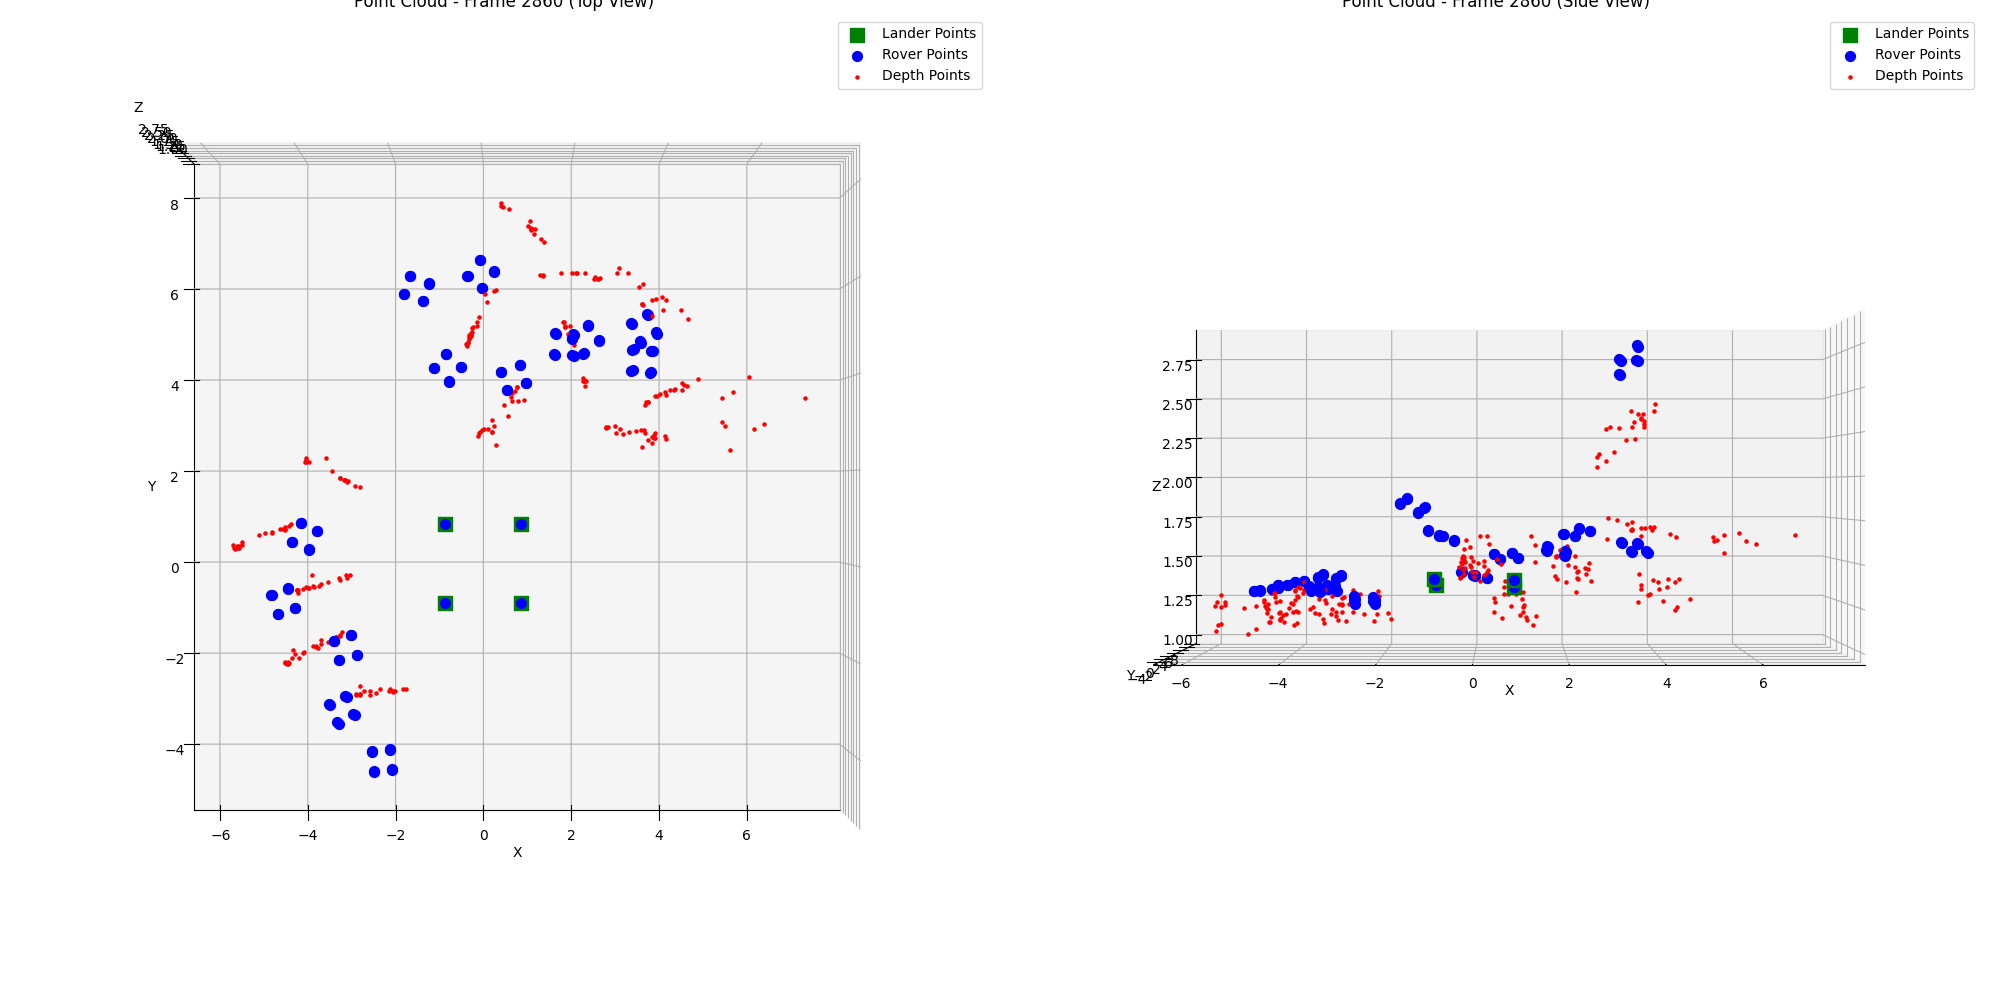 Point Cloud - Frame 2860 (Top View)
Lander Points
Rover Points
Depth Points
Z
2.75
8
6
4
2
0
−2
−4
Y
−6
−4
−2
0
2
4
6
X
Point Cloud - Frame 2860 (Side View)
Lander Points
Rover Points
Depth Points
2.75
2.50
2.25
2.00
1.75
1.50
1.25
1.00
Z
Y
−6
−4
−2
0
2
4
6
X